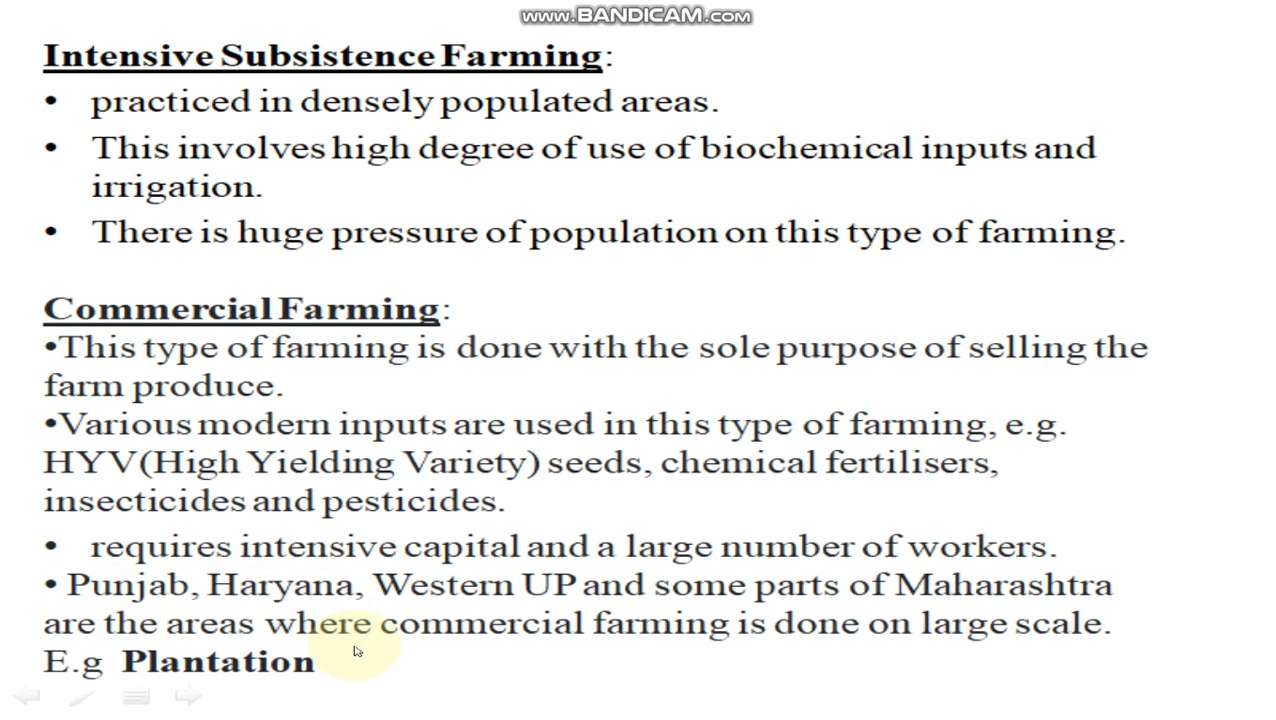 www.BANDICAM.com
Intensive Subsistence Farming:
• practiced in densely populated areas.
• This involves high degree of use of biochemical inputs and
irrigation.
• There is huge pressure of population on this type of farming.
Commercial Farming:
•This type of farming is done with the sole purpose of selling the
farm produce.
•Various modern inputs are used in this type of farming, e.g.
HYV(High Yielding Variety) seeds, chemical fertilisers,
insecticides and pesticides.
• requires intensive capital and a large number of workers.
• Punjab, Haryana, Western UP and some parts of Maharashtra
are the areas where commercial farming is done on large scale.
E.g Plantation